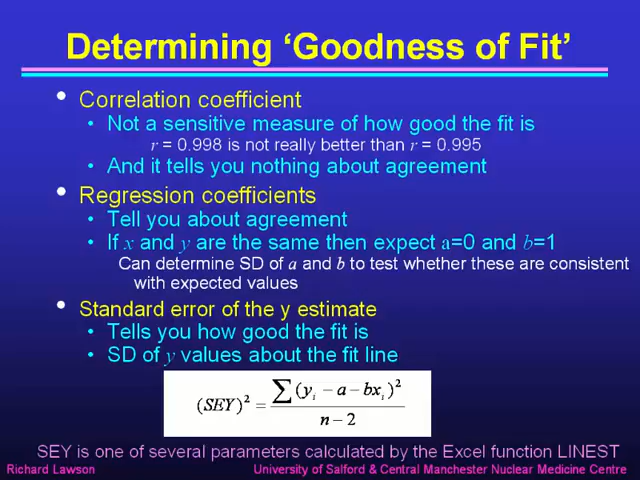 Determining ‘Goodness of Fit’
• Correlation coefficient
• Not a sensitive measure of how good the fit is
r = 0.998 is not really better than r = 0.995
• And it tells you nothing about agreement
• Regression coefficients
• Tell you about agreement
• If x and y are the same then expect a=0 and b=1
Can determine SD of a and b to test whether these are consistent
with expected values
• Standard error of the y estimate
• Tells you how good the fit is
• SD of y values about the fit line
(SEY)² = ∑(yᵢ − a − bxᵢ)² / n − 2
SEY is one of several parameters calculated by the Excel function LINEST
Richard Lawson University of Salford & Central Manchester Nuclear Medicine Centre